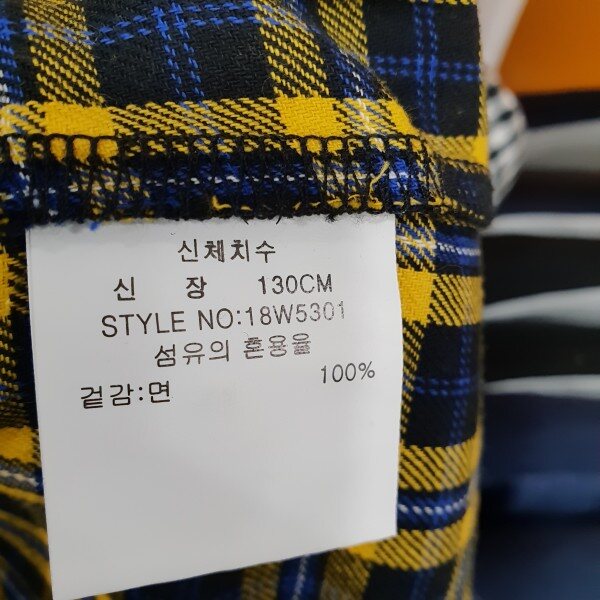 신체치수
신 장 130CM
STYLE NO:18W5301
섬유의 혼용율
겉감:면 100%